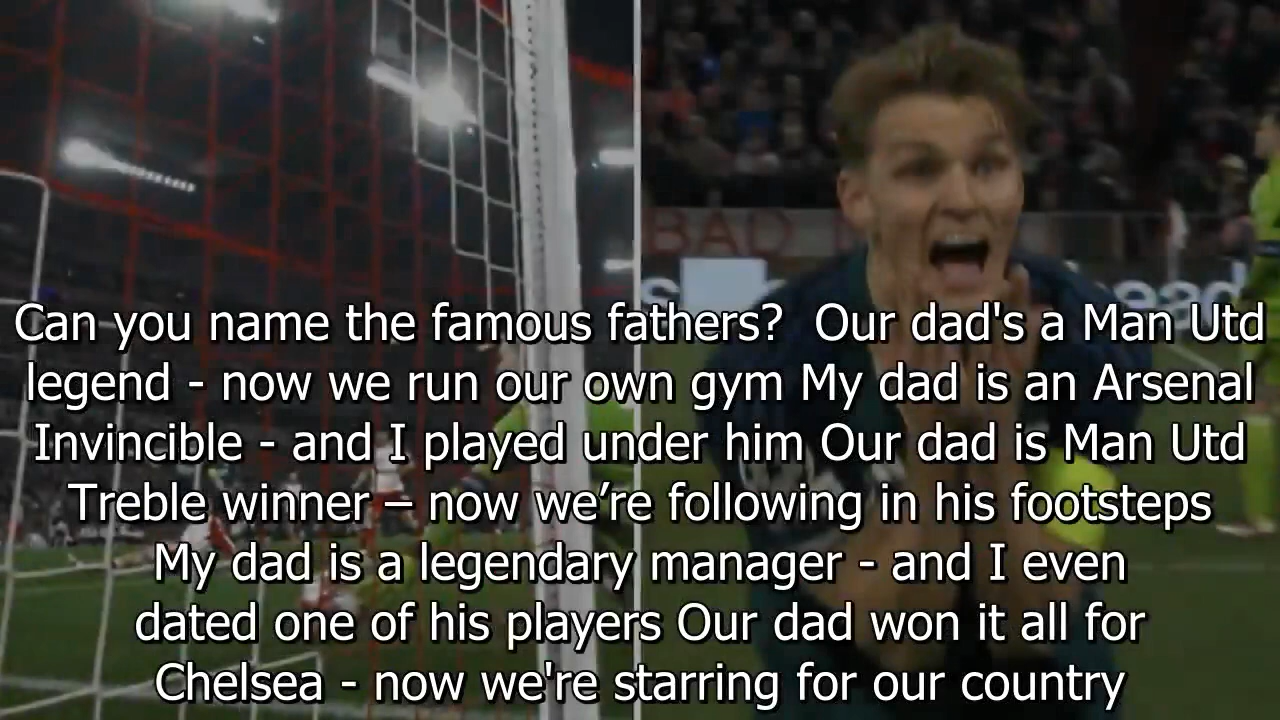 BAD
ead
Can you name the famous fathers?  Our dad's a Man Utd
legend - now we run our own gym My dad is an Arsenal
Invincible - and I played under him Our dad is Man Utd
Treble winner – now we’re following in his footsteps
My dad is a legendary manager - and I even
dated one of his players Our dad won it all for
Chelsea - now we're starring for our country